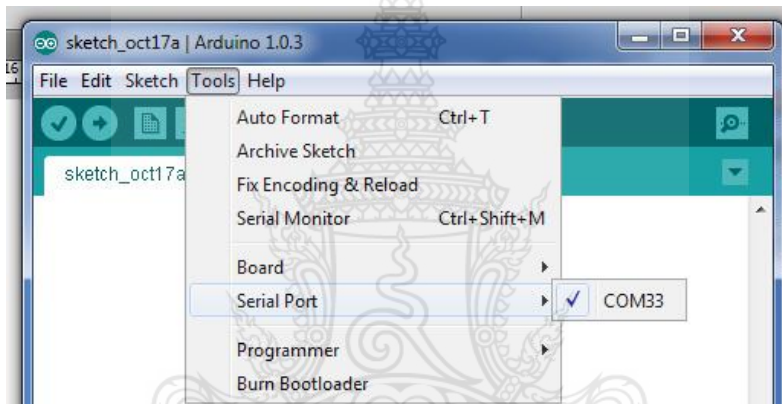 16
sketch_oct17a | Arduino 1.0.3
File Edit Sketch Tools Help
sketch_oct17a
Auto Format Ctrl+T
Archive Sketch
Fix Encoding & Reload
Serial Monitor Ctrl+Shift+M
Board
Serial Port
COM33
Programmer
Burn Bootloader